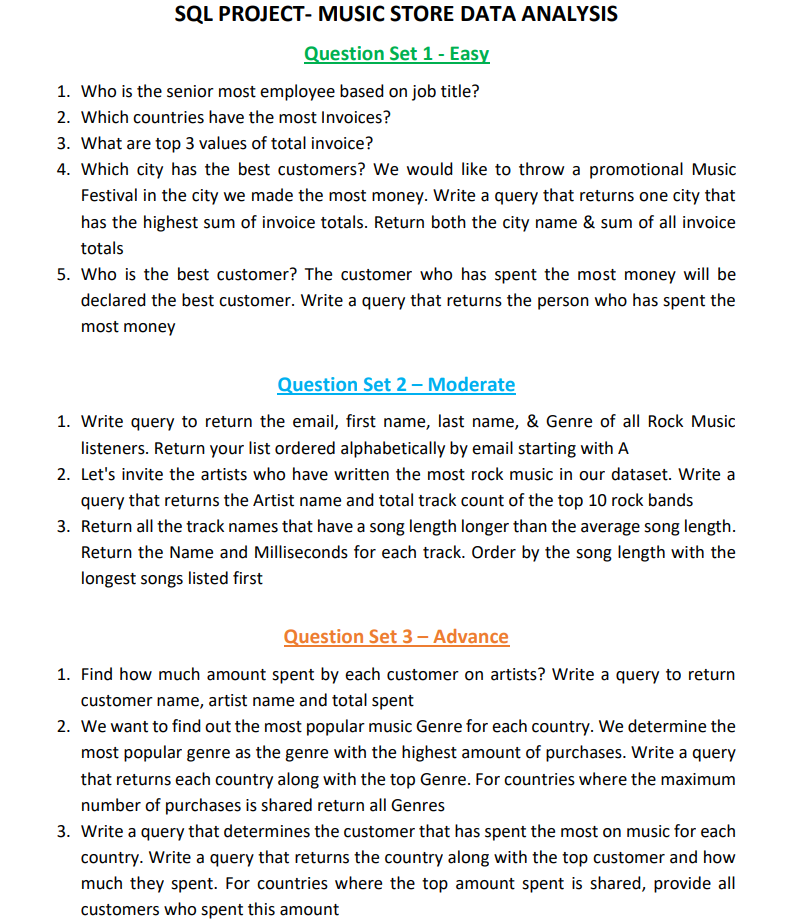 SQL PROJECT- MUSIC STORE DATA ANALYSIS
Question Set 1 - Easy
1. Who is the senior most employee based on job title?
2. Which countries have the most Invoices?
3. What are top 3 values of total invoice?
4. Which city has the best customers? We would like to throw a promotional Music
Festival in the city we made the most money. Write a query that returns one city that
has the highest sum of invoice totals. Return both the city name & sum of all invoice
totals
5. Who is the best customer? The customer who has spent the most money will be
declared the best customer. Write a query that returns the person who has spent the
most money
Question Set 2 – Moderate
1. Write query to return the email, first name, last name, & Genre of all Rock Music
listeners. Return your list ordered alphabetically by email starting with A
2. Let's invite the artists who have written the most rock music in our dataset. Write a
query that returns the Artist name and total track count of the top 10 rock bands
3. Return all the track names that have a song length longer than the average song length.
Return the Name and Milliseconds for each track. Order by the song length with the
longest songs listed first
Question Set 3 – Advance
1. Find how much amount spent by each customer on artists? Write a query to return
customer name, artist name and total spent
2. We want to find out the most popular music Genre for each country. We determine the
most popular genre as the genre with the highest amount of purchases. Write a query
that returns each country along with the top Genre. For countries where the maximum
number of purchases is shared return all Genres
3. Write a query that determines the customer that has spent the most on music for each
country. Write a query that returns the country along with the top customer and how
much they spent. For countries where the top amount spent is shared, provide all
customers who spent this amount